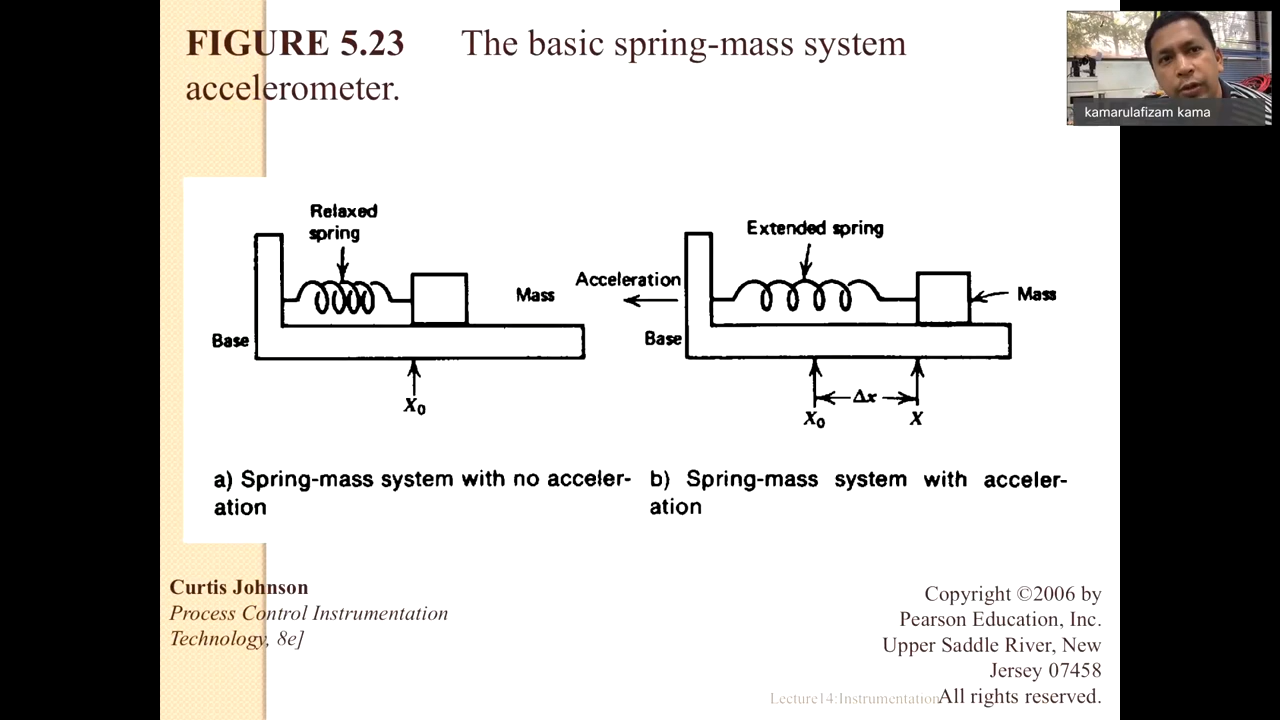 FIGURE 5.23 The basic spring-mass system
accelerometer.
kamarulafizam kama
Relaxed
spring
Mass
Base
X0
Extended spring
Acceleration
Mass
Base
Δx
X0
X
a) Spring-mass system with no acceler-
ation
b) Spring-mass system with acceler-
ation
Curtis Johnson
Process Control Instrumentation
Technology, 8e]
Copyright ©2006 by
Pearson Education, Inc.
Upper Saddle River, New
Jersey 07458
All rights reserved.
Lecture14:Instrumentation